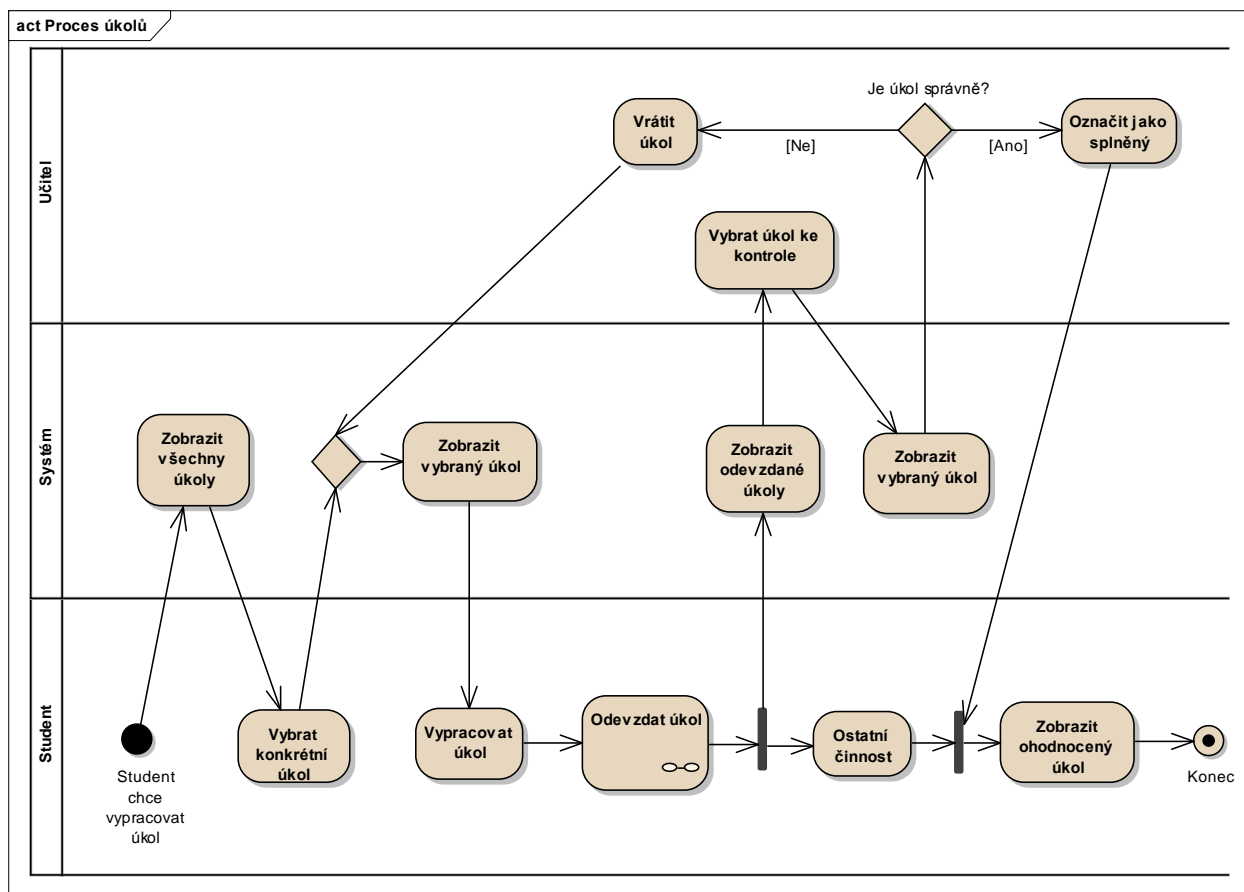 act Proces úkolů
Učitel
Je úkol správně?
Vrátit
úkol
[Ne]
[Ano]
Označit jako
splněný
Vybrat úkol ke
kontrole
Systém
Zobrazit
všechny
úkoly
Zobrazit
vybraný úkol
Zobrazit
odevzdané
úkoly
Zobrazit
vybraný úkol
Student
Student
chce
vypracovat
úkol
Vybrat
konkrétní
úkol
Vypracovat
úkol
Odevzdat úkol
Ostatní
činnost
Zobrazit
ohodnocený
úkol
Konec